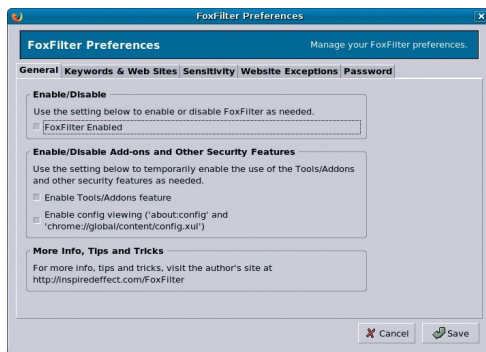 FoxFilter Preferences
FoxFilter Preferences
Manage your FoxFilter preferences.
General Keywords & Web Sites Sensitivity Website Exceptions Password
Enable/Disable
Use the setting below to enable or disable FoxFilter as needed.
FoxFilter Enabled
Enable/Disable Add-ons and Other Security Features
Use the setting below to temporarily enable the use of the Tools/Addons
and other security features as needed.
Enable Tools/Addons feature
Enable config viewing ('about:config' and
'chrome://global/content/config.xul')
More Info, Tips and Tricks
For more info, tips and tricks, visit the author's site at
http://inspiredeffect.com/FoxFilter
Cancel Save